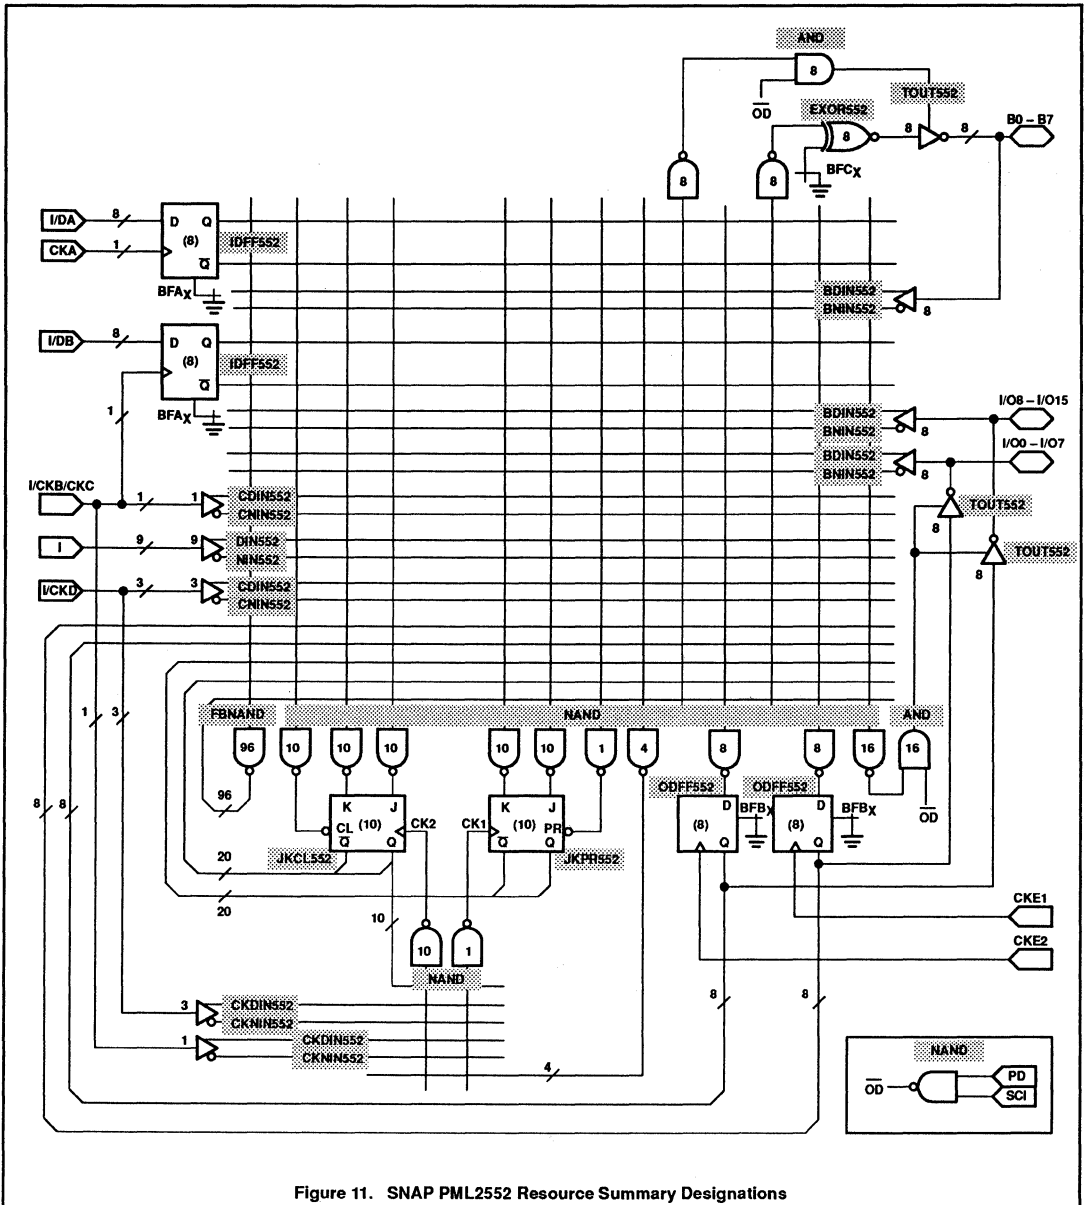 AND
8
OD
TOUT552
EXOR552
8
8
8
B0 – B7
BFCX
8
8
I/DA
8
CKA
1
D Q
(8)
Q
IDFF552
BFAX
BDIN552
BNIN552
8
I/DB
8
D Q
(8)
Q
IDFF552
1
BFAX
BDIN552
BNIN552
8
I/O8 – I/O15
BDIN552
BNIN552
8
I/O0 – I/O7
I/CKB/CKC
1
1
CDIN552
CNIN552
TOUT552
8
I
9
9
DIN552
NIN552
TOUT552
8
I/CKD
3
3
CDIN552
CNIN552
1
3
FBNAND
NAND
AND
96
10
10
10
10
10
1
4
8
8
16
16
96
8
8
K J
CL (10)
Q Q
CK2
CK1
K J
(10) PR
Q Q
ODFF552
D
(8)
Q
BFBX
ODFF552
D
(8)
Q
BFBX
OD
20
JKCL552
JKPR552
20
10
10
1
NAND
CKE1
CKE2
3
CKDIN552
CKNIN552
8
8
1
CKDIN552
CKNIN552
4
NAND
OD
PD
SCI
Figure 11. SNAP PML2552 Resource Summary Designations